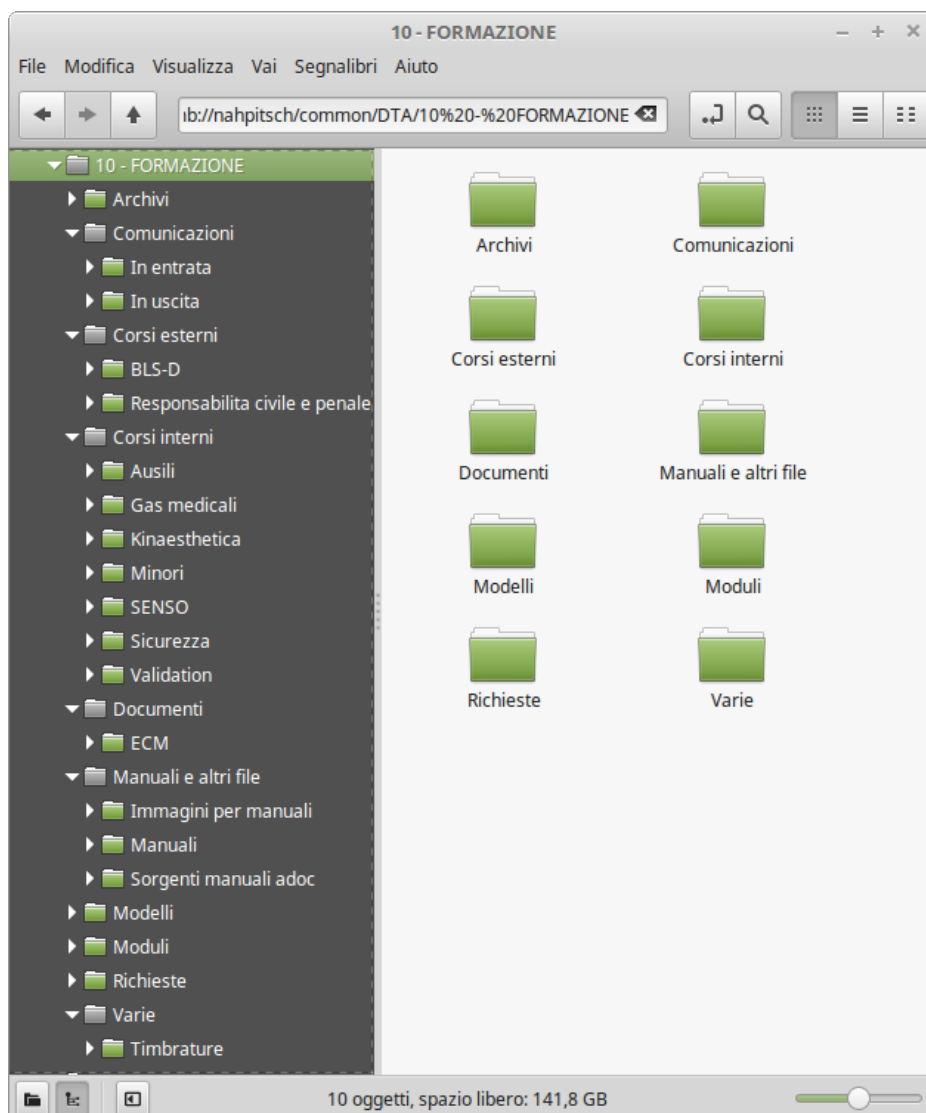 10 - FORMAZIONE
File Modifica Visualizza Vai Segnalibri Aiuto
ıb://nahpitsch/common/DTA/10%20-%20FORMAZIONE
10 - FORMAZIONE
Archivi
Comunicazioni
In entrata
In uscita
Corsi esterni
BLS-D
Responsabilita civile e penale
Corsi interni
Ausili
Gas medicali
Kinaesthetica
Minori
SENSO
Sicurezza
Validation
Documenti
ECM
Manuali e altri file
Immagini per manuali
Manuali
Sorgenti manuali adoc
Modelli
Moduli
Richieste
Varie
Timbrature
Archivi Comunicazioni
Corsi esterni Corsi interni
Documenti Manuali e altri file
Modelli Moduli
Richieste Varie
10 oggetti, spazio libero: 141,8 GB